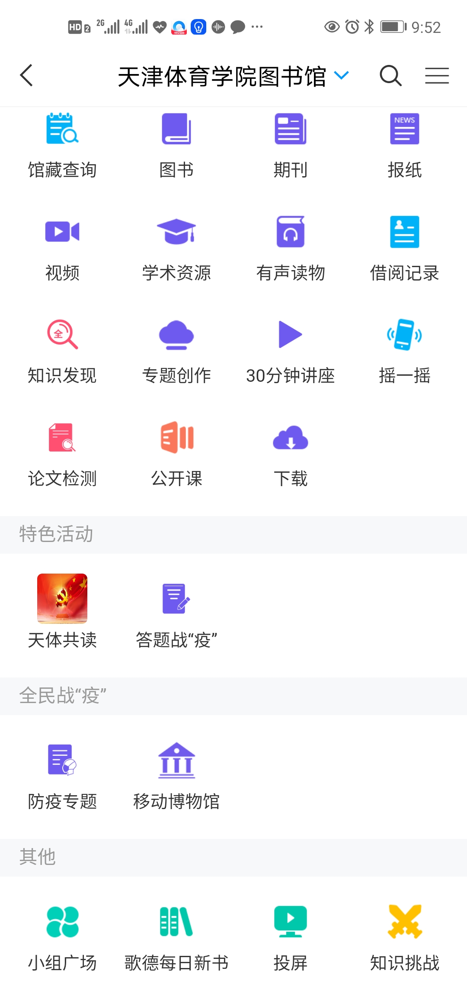 HD 2 2G 4G 9:52
天津体育学院图书馆
NEWS
馆藏查询 图书 期刊 报纸
视频 学术资源 有声读物 借阅记录
全
知识发现 专题创作 30分钟讲座 摇一摇
论文检测 公开课 下载
特色活动
天体共读 答题战“疫”
全民战“疫”
防疫专题 移动博物馆
其他
小组广场 歌德每日新书 投屏 知识挑战